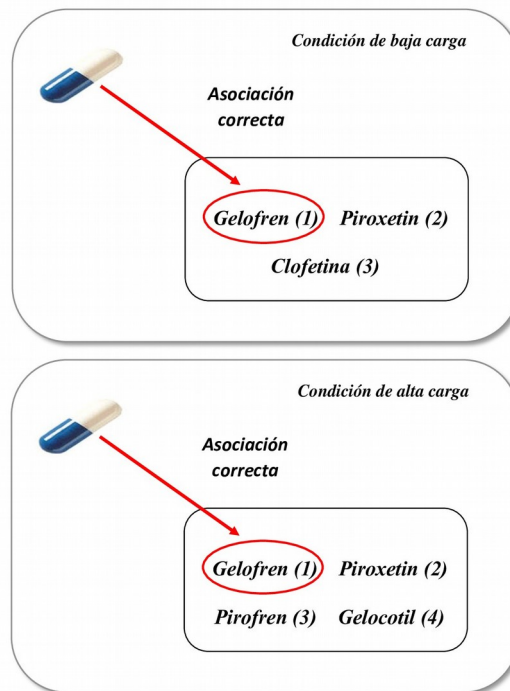 Condición de baja carga
Asociación
correcta
Gelofren (1) Piroxetin (2)
Clofetina (3)
Condición de alta carga
Asociación
correcta
Gelofren (1) Piroxetin (2)
Pirofren (3) Gelocotil (4)